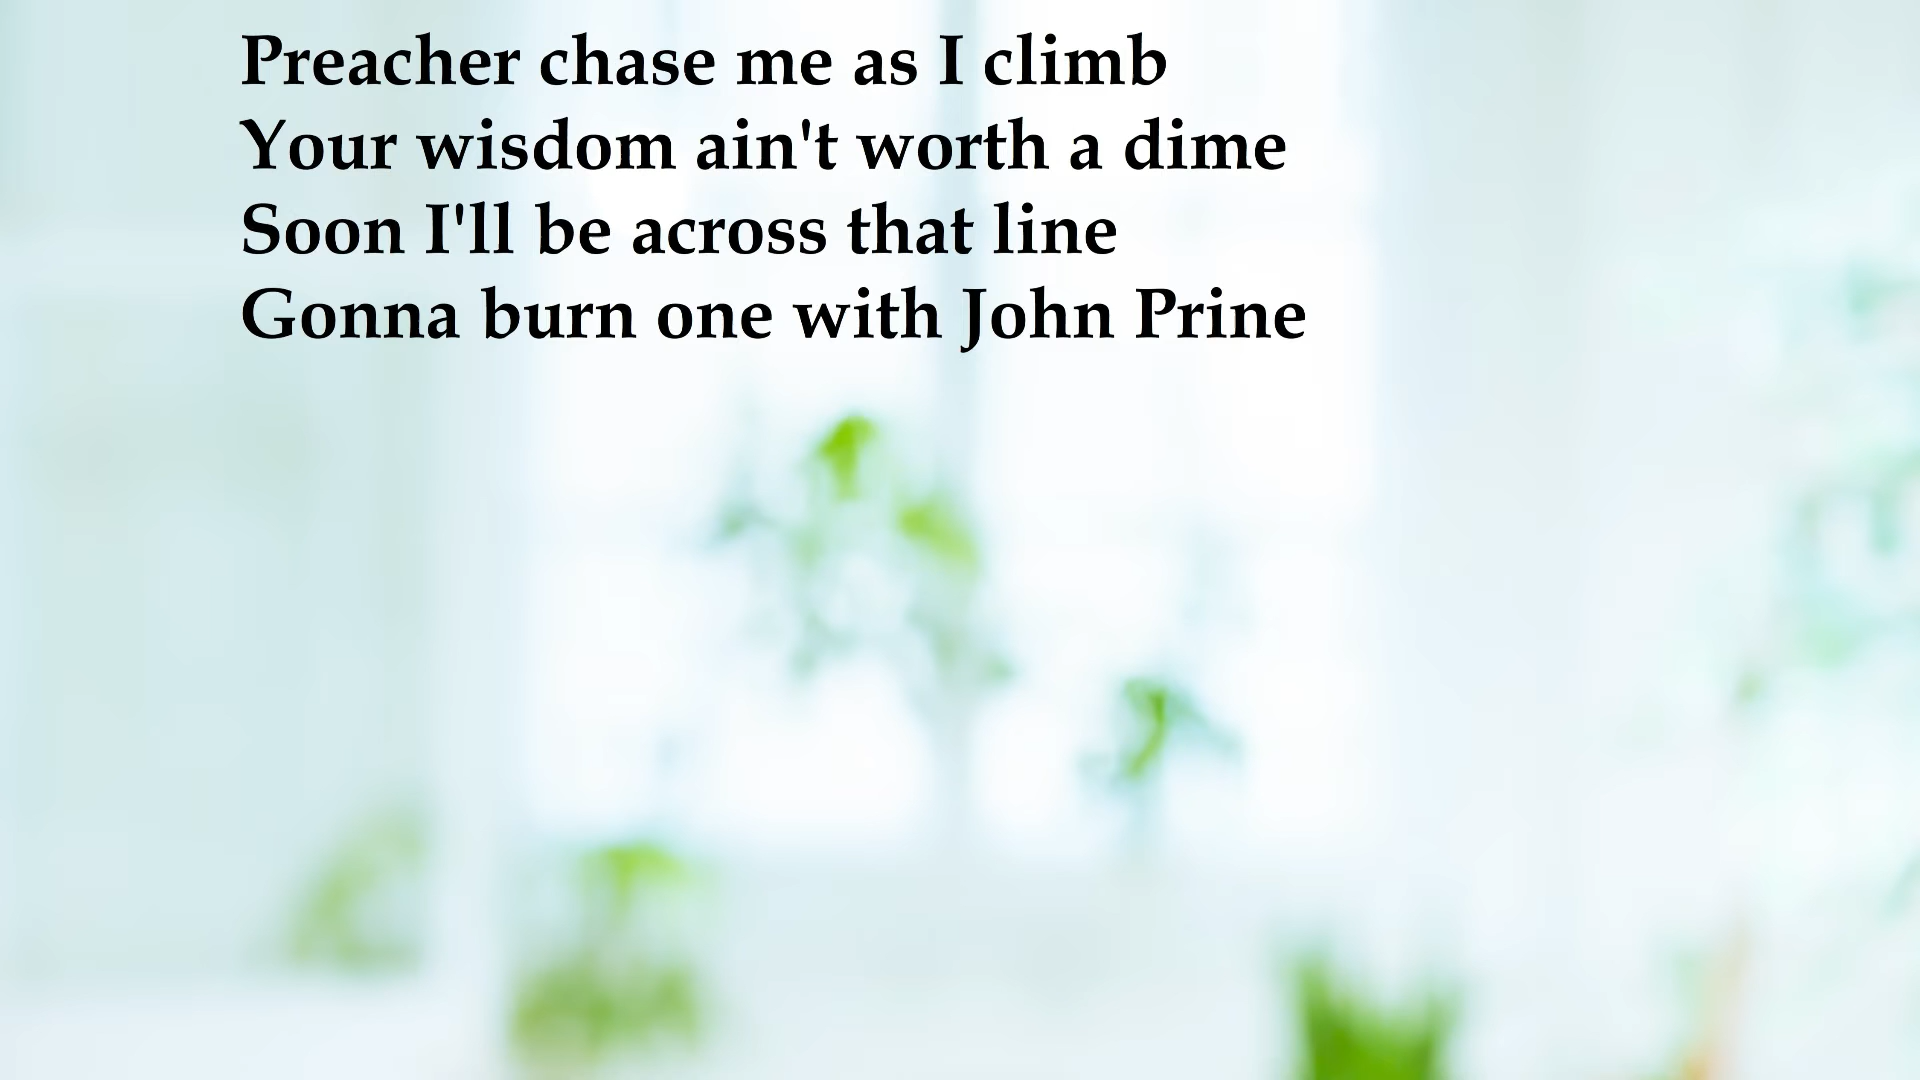 Preacher chase me as I climb
Your wisdom ain't worth a dime
Soon I'll be across that line
Gonna burn one with John Prine